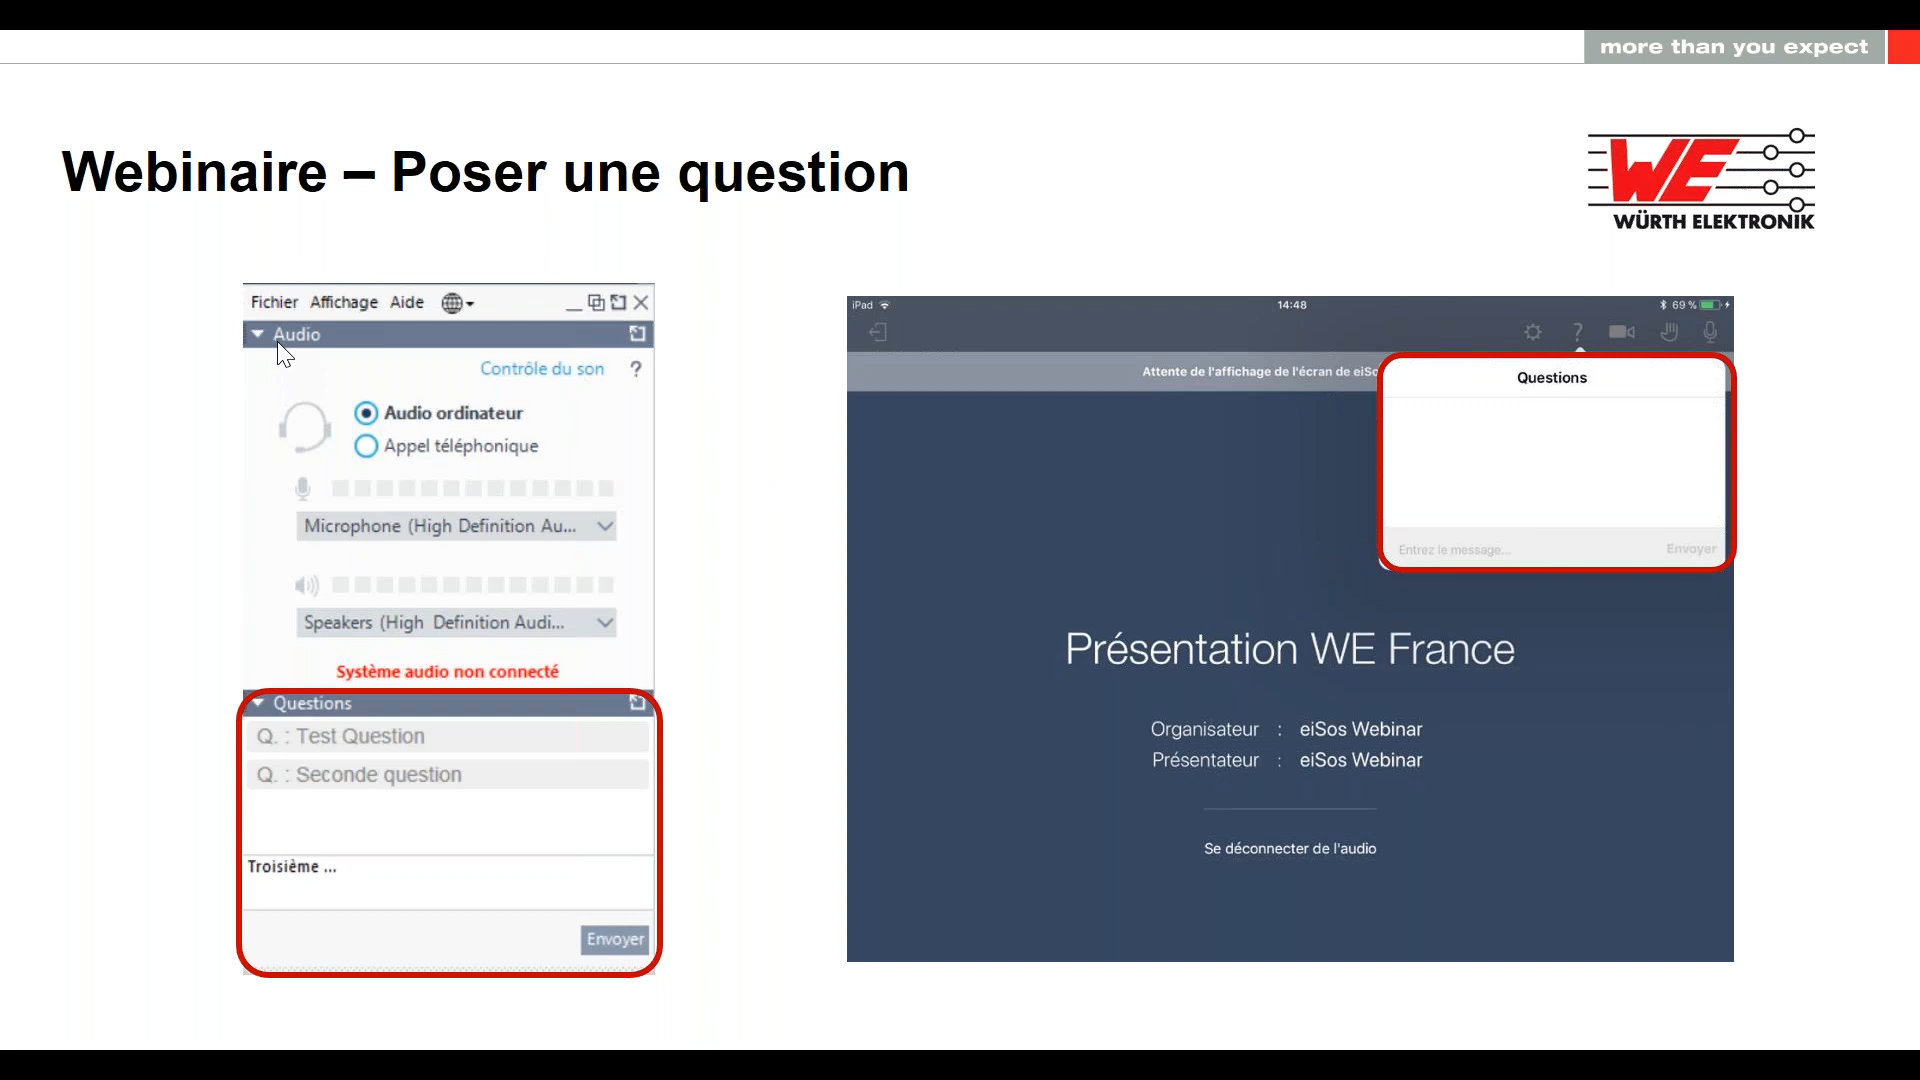 more than you expect
Webinaire – Poser une question
WE
WÜRTH ELEKTRONIK
Fichier Affichage Aide
Audio
Contrôle du son ?
Audio ordinateur
Appel téléphonique
Microphone (High Definition Au...
Speakers (High Definition Audi...
Système audio non connecté
Questions
Q. : Test Question
Q. : Seconde question
Troisième ...
Envoyer
iPad 14:48 69 %
?
Attente de l'affichage de l'écran de eiSo
Questions
Entrez le message... Envoyer
Présentation WE France
Organisateur : eiSos Webinar
Présentateur : eiSos Webinar
Se déconnecter de l'audio